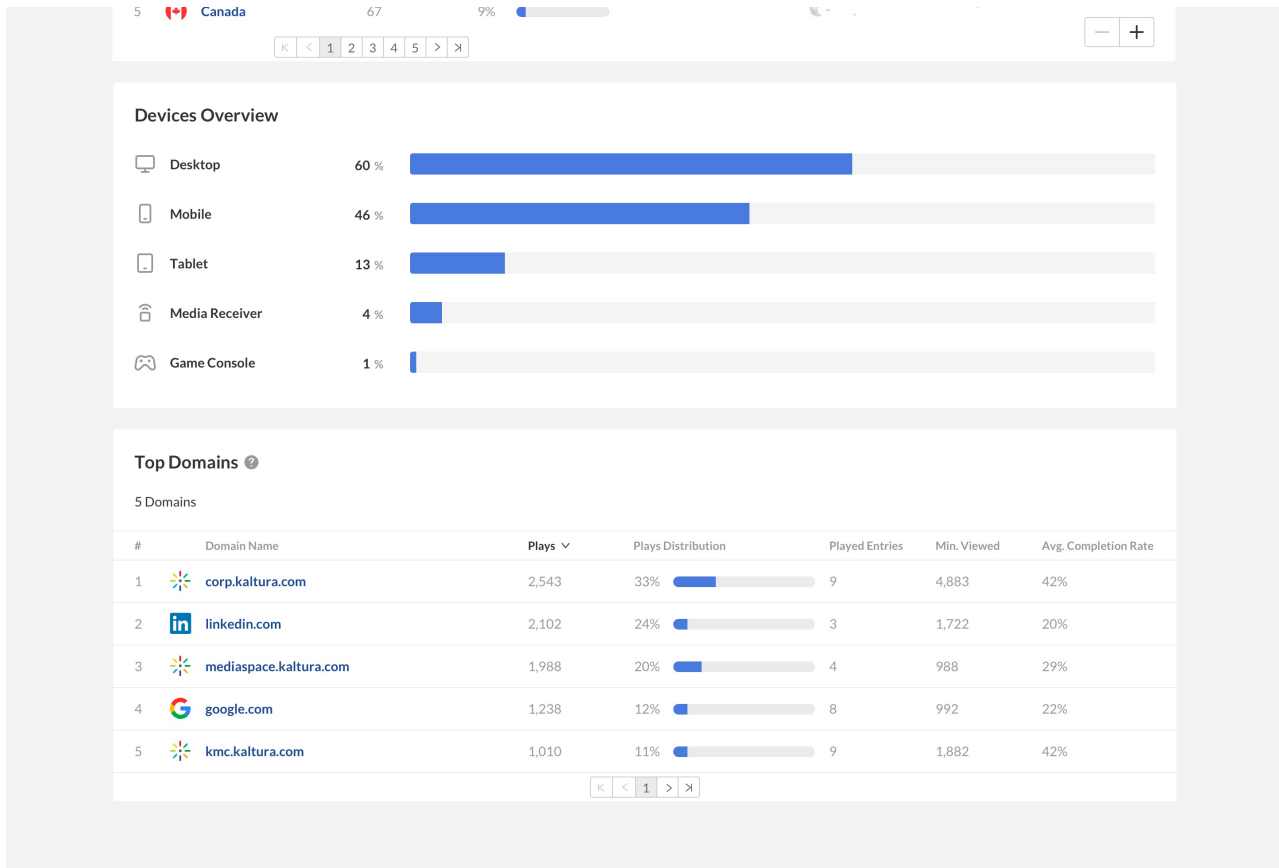 5 Canada 67 9%
1 2 3 4 5
Devices Overview
Desktop 60 %
Mobile 46 %
Tablet 13 %
Media Receiver 4 %
Game Console 1 %
Top Domains ?
5 Domains
# Domain Name Plays Plays Distribution Played Entries Min. Viewed Avg. Completion Rate
1 corp.kaltura.com 2,543 33% 9 4,883 42%
2 in linkedin.com 2,102 24% 3 1,722 20%
3 mediaspace.kaltura.com 1,988 20% 4 988 29%
4 G google.com 1,238 12% 8 992 22%
5 kmc.kaltura.com 1,010 11% 9 1,882 42%
1